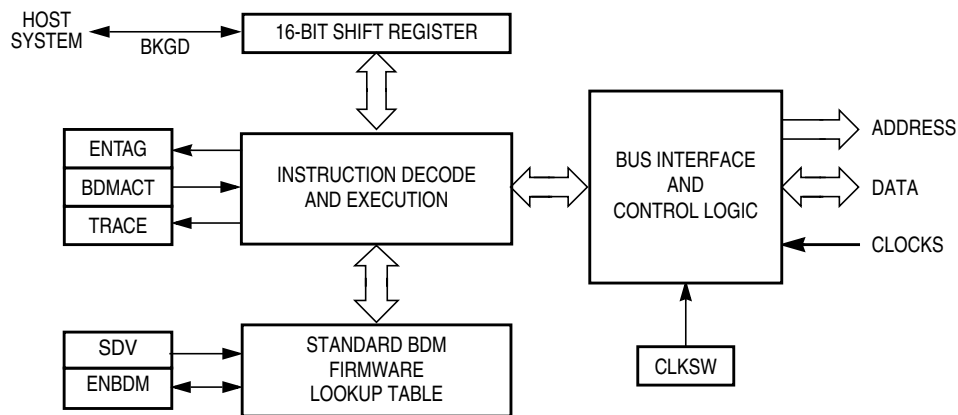 HOST
SYSTEM
BKGD
16-BIT SHIFT REGISTER
ENTAG
BDMACT
TRACE
INSTRUCTION DECODE
AND EXECUTION
BUS INTERFACE
AND
CONTROL LOGIC
ADDRESS
DATA
CLOCKS
SDV
ENBDM
STANDARD BDM
FIRMWARE
LOOKUP TABLE
CLKSW